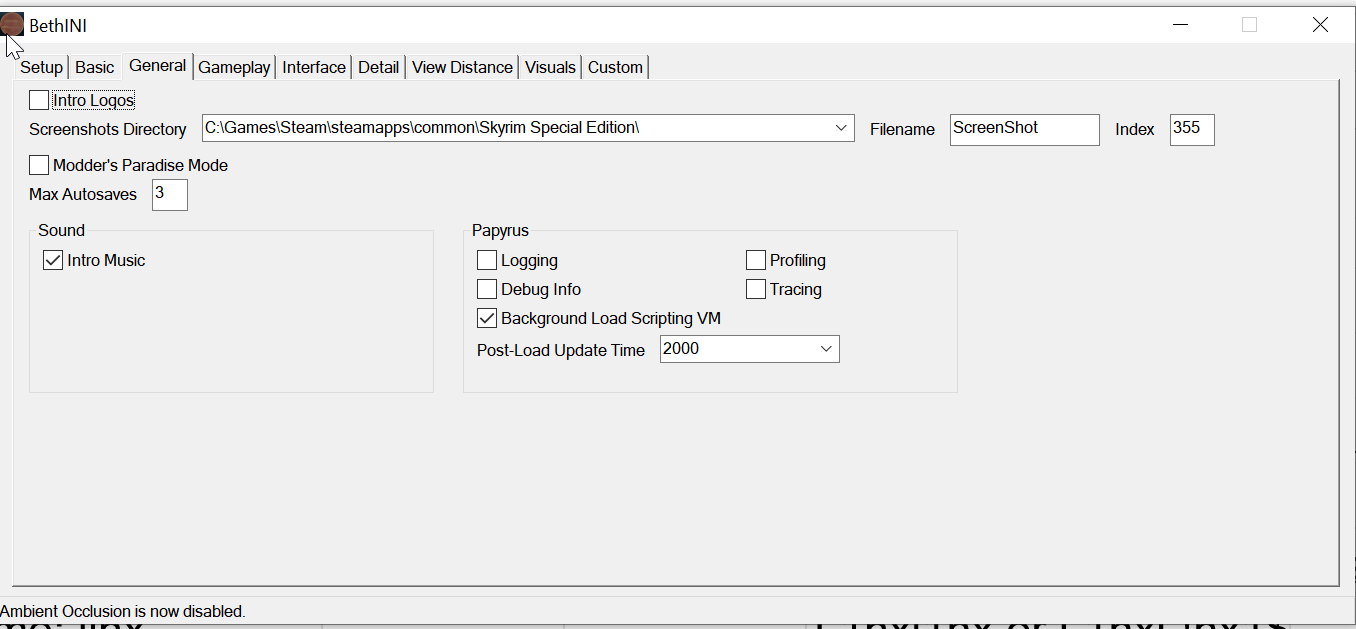 BethINI
Setup Basic General Gameplay Interface Detail View Distance Visuals Custom
Intro Logos
Screenshots Directory C:\Games\Steam\steamapps\common\Skyrim Special Edition\ Filename ScreenShot Index 355
Modder's Paradise Mode
Max Autosaves 3
Sound
Intro Music
Papyrus
Logging Profiling
Debug Info Tracing
Background Load Scripting VM
Post-Load Update Time 2000
Ambient Occlusion is now disabled.